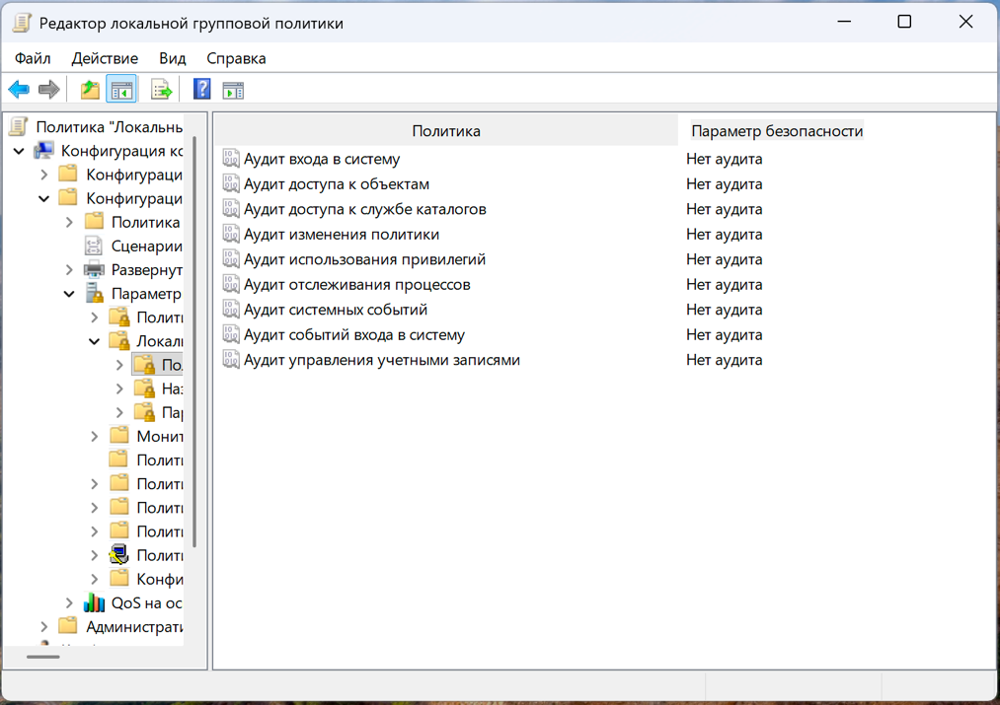 Редактор локальной групповой политики
Файл Действие Вид Справка
Политика "Локальнь
Конфигурация кс
Конфигураци
Конфигураци
Политика
Сценарии
Развернут
Параметр
Полити
Локалн
По.
Наз
Пар
Монит
Полити
Полити
Полити
Полити
Полити
Конфи
QoS на ос
Администрати
Политика Параметр безопасности
Аудит входа в систему Нет аудита
Аудит доступа к объектам Нет аудита
Аудит доступа к службе каталогов Нет аудита
Аудит изменения политики Нет аудита
Аудит использования привилегий Нет аудита
Аудит отслеживания процессов Нет аудита
Аудит системных событий Нет аудита
Аудит событий входа в систему Нет аудита
Аудит управления учетными записями Нет аудита